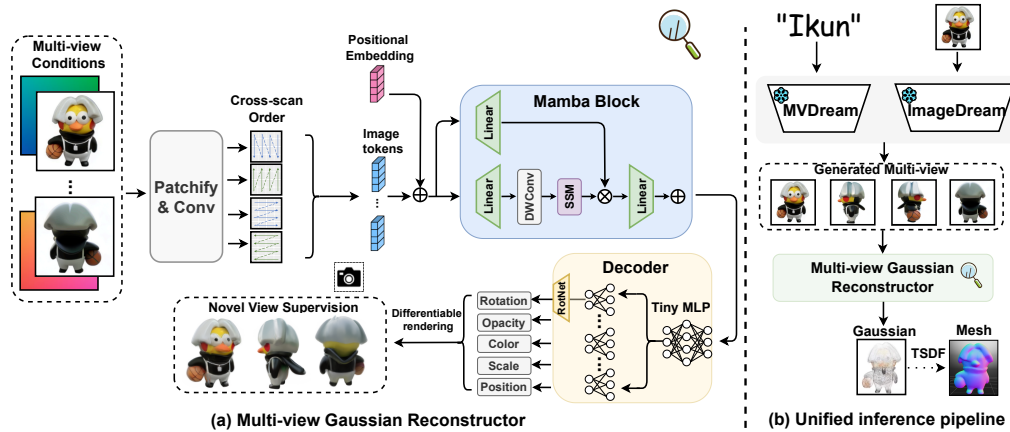 Multi-view
Conditions
Patchify
& Conv
Cross-scan
Order
Positional
Embedding
Image
tokens
Mamba Block
Linear
Linear
DWConv
SSM
Linear
Decoder
Tiny MLP
RotNet
Rotation
Opacity
Color
Scale
Position
Differentiable
rendering
Novel View Supervision
(a) Multi-view Gaussian Reconstructor
"Ikun"
MVDream
ImageDream
Generated Multi-view
Multi-view Gaussian
Reconstructor
Gaussian
TSDF
Mesh
(b) Unified inference pipeline